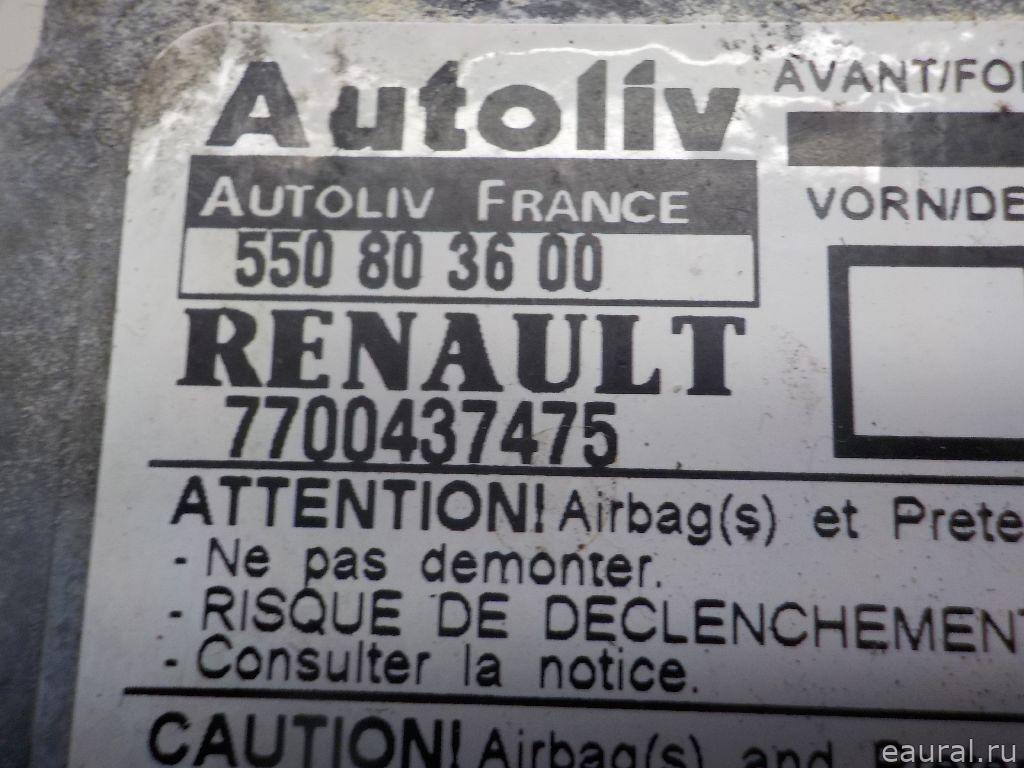 Autoliv
AUTOLIV FRANCE
550 80 36 00
RENAULT
7700437475
AVANT/FO
VORN/DE
ATTENTION! Airbag(s) et Prete
- Ne pas demonter.
- RISQUE DE DECLENCHEMENT
- Consulter la notice.
CAUTION! Airbag(s) and
eaural.ru